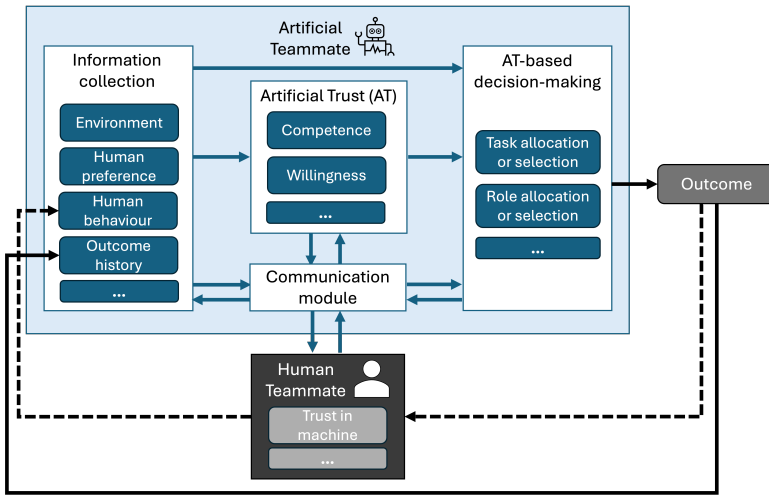 Artificial
Teammate
Information
collection
Environment
Human
preference
Human
behaviour
Outcome
history
...
Artificial Trust (AT)
Competence
Willingness
...
AT-based
decision-making
Task allocation
or selection
Role allocation
or selection
...
Outcome
Communication
module
Human
Teammate
Trust in
machine
...